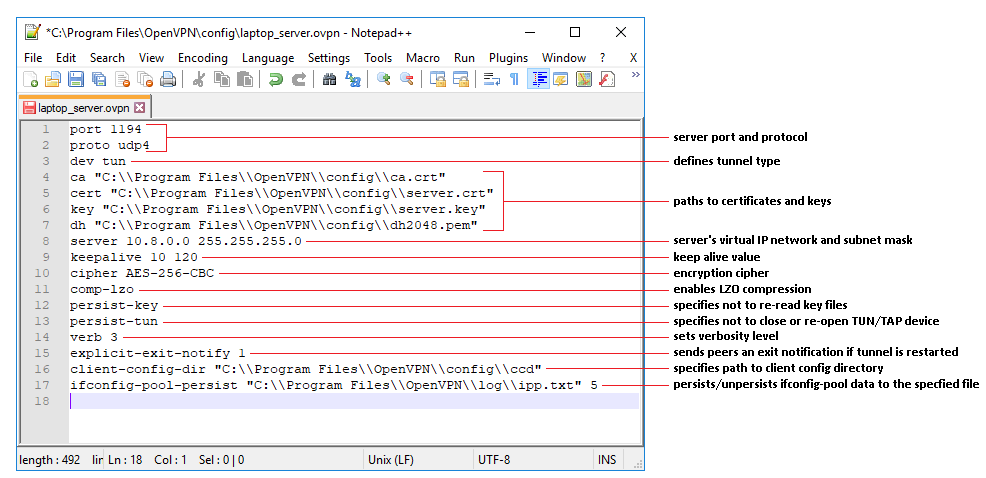 *C:\Program Files\OpenVPN\config\laptop_server.ovpn - Notepad++
File Edit Search View Encoding Language Settings Tools Macro Run Plugins Window ? X
laptop_server.ovpn
1 port 1194
2 proto udp4
server port and protocol
3 dev tun defines tunnel type
4 ca "C:\\Program Files\\OpenVPN\\config\\ca.crt"
5 cert "C:\\Program Files\\OpenVPN\\config\\server.crt"
6 key "C:\\Program Files\\OpenVPN\\config\\server.key"
7 dh "C:\\Program Files\\OpenVPN\\config\\dh2048.pem"
paths to certificates and keys
8 server 10.8.0.0 255.255.255.0 server's virtual IP network and subnet mask
9 keepalive 10 120 keep alive value
10 cipher AES-256-CBC encryption cipher
11 comp-lzo enables LZO compression
12 persist-key specifies not to re-read key files
13 persist-tun specifies not to close or re-open TUN/TAP device
14 verb 3 sets verbosity level
15 explicit-exit-notify 1 sends peers an exit notification if tunnel is restarted
16 client-config-dir "C:\\Program Files\\OpenVPN\\config\\ccd" specifies path to client config directory
17 ifconfig-pool-persist "C:\\Program Files\\OpenVPN\\log\\ipp.txt" 5 persists/unpersists ifconfig-pool data to the specfied file
18
length : 492 lin Ln : 18 Col : 1 Sel : 0 | 0 Unix (LF) UTF-8 INS